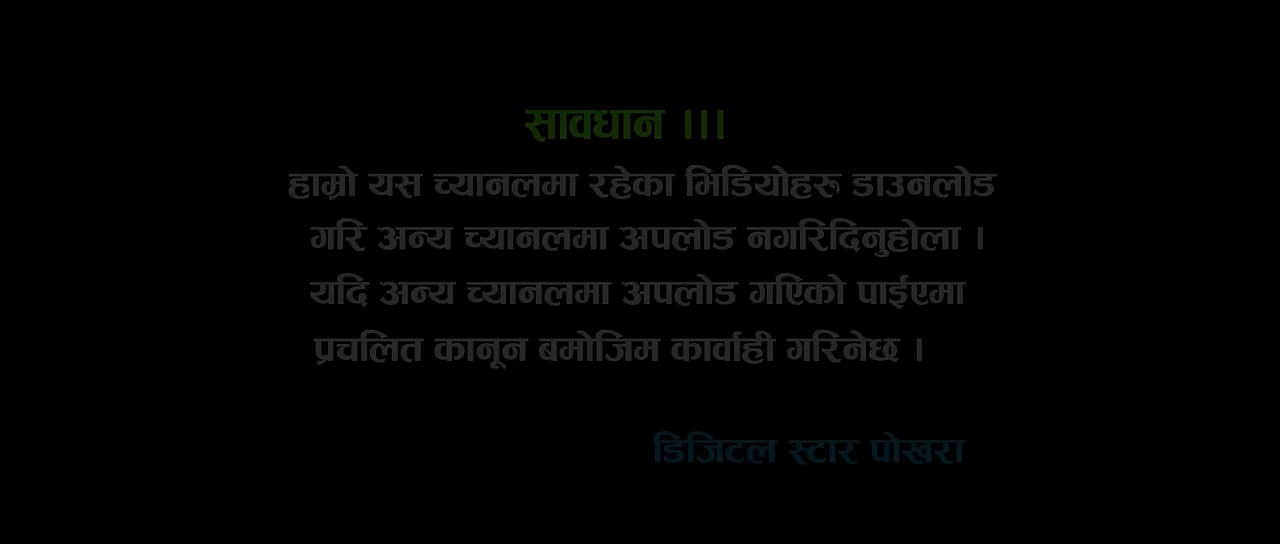 सावधान ।।।
हाम्रो यस च्यानलमा रहेका भिडियोहरू डाउनलोड
गरि अन्य च्यानलमा अपलोड नगरिदिनुहोला ।
यदि अन्य च्यानलमा अपलोड गएिको पाईएमा
प्रचलित कानून बमोजिम कार्वाही गरिनेछ ।
डिजिटल स्टार पोखरा